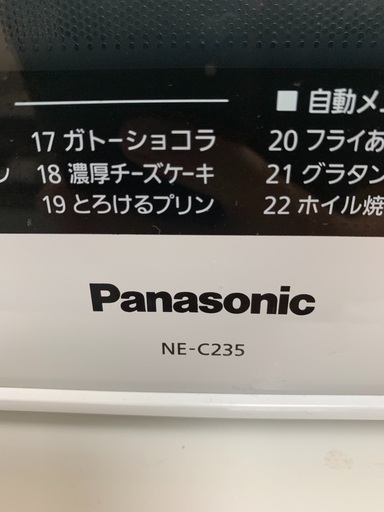 ■ 自動メニ
17 ガトーショコラ
20 フライあ
18 濃厚チーズケーキ
21 グラタン
19 とろけるプリン
22 ホイル焼
Panasonic
NE-C235